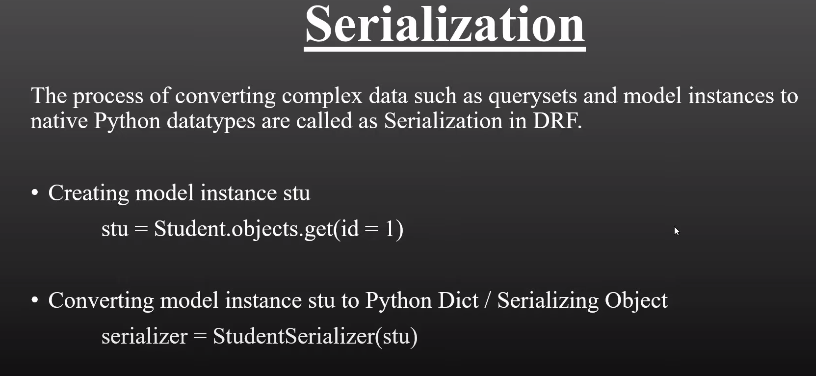 Serialization
The process of converting complex data such as querysets and model instances to
native Python datatypes are called as Serialization in DRF.
• Creating model instance stu
stu = Student.objects.get(id = 1)
• Converting model instance stu to Python Dict / Serializing Object
serializer = StudentSerializer(stu)